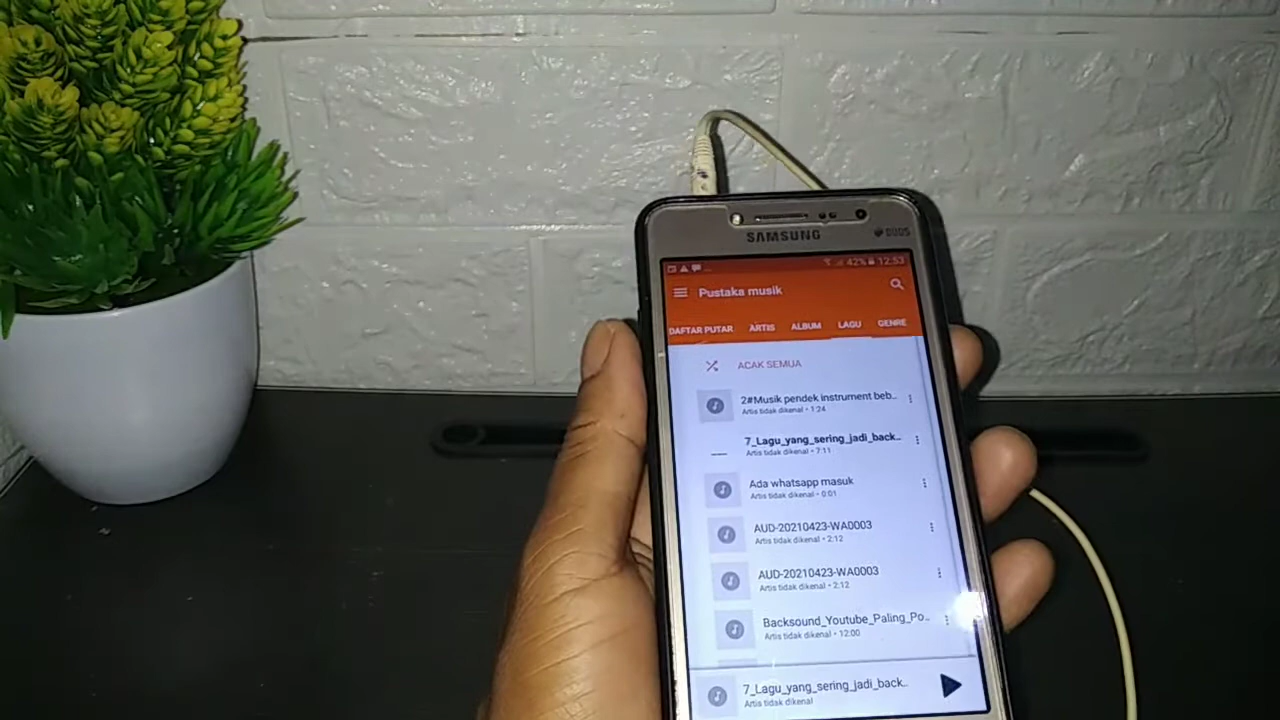 SAMSUNG
DUOS
42% 12.53
Pustaka musik
DAFTAR PUTAR ARTIS ALBUM LAGU GENRE
ACAK SEMUA
2#Musik pendek instrument beb..
Artis tidak dikenal • 1:24
7_Lagu_yang_sering_jadi_back..
Artis tidak dikenal • 7:11
Ada whatsapp masuk
Artis tidak dikenal • 0:01
AUD-20210423-WA0003
Artis tidak dikenal • 2:12
AUD-20210423-WA0003
Artis tidak dikenal • 2:12
Backsound_Youtube_Paling_Po..
Artis tidak dikenal • 12:00
7_Lagu_yang_sering_jadi_back..
Artis tidak dikenal